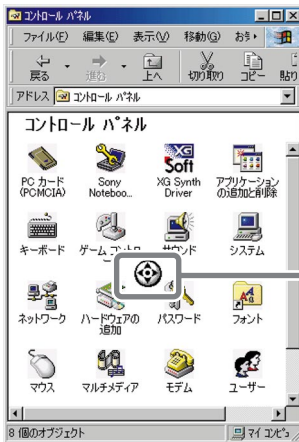 コントロール パネル
ファイル(F) 編集(E) 表示(V) 移動(G) お気
戻る 進む 上へ 切り取り コピー 貼り
アドレス コントロール パネル
コントロール パネル
PC カード (PCMCIA)
Sony Noteboo...
XG Soft
XG Synth Driver
アプリケーションの追加と削除
キーボード
ゲーム コントロ
サウンド
システム
ネットワーク
ハードウェアの追加
パスワード
フォント
マウス
マルチメディア
モデム
ユーザー
8 個のオブジェクト マイ コンピュ